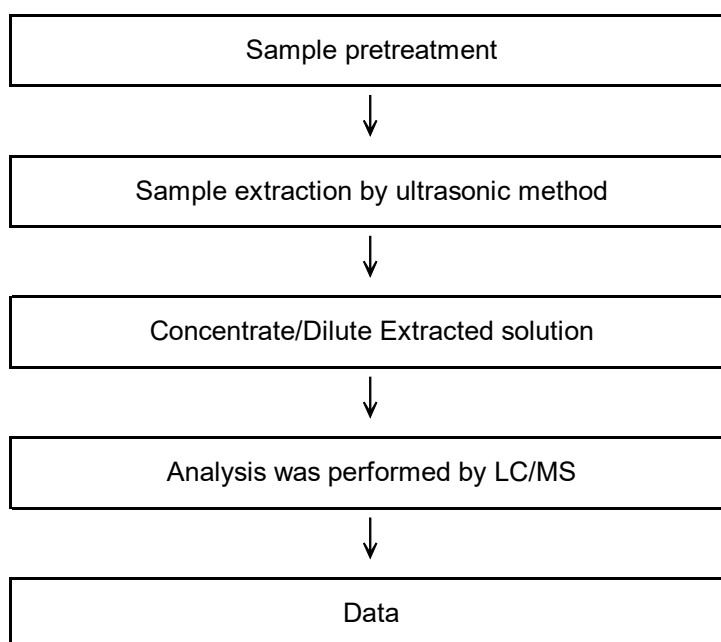 Sample pretreatment
Sample extraction by ultrasonic method
Concentrate/Dilute Extracted solution
Analysis was performed by LC/MS
Data